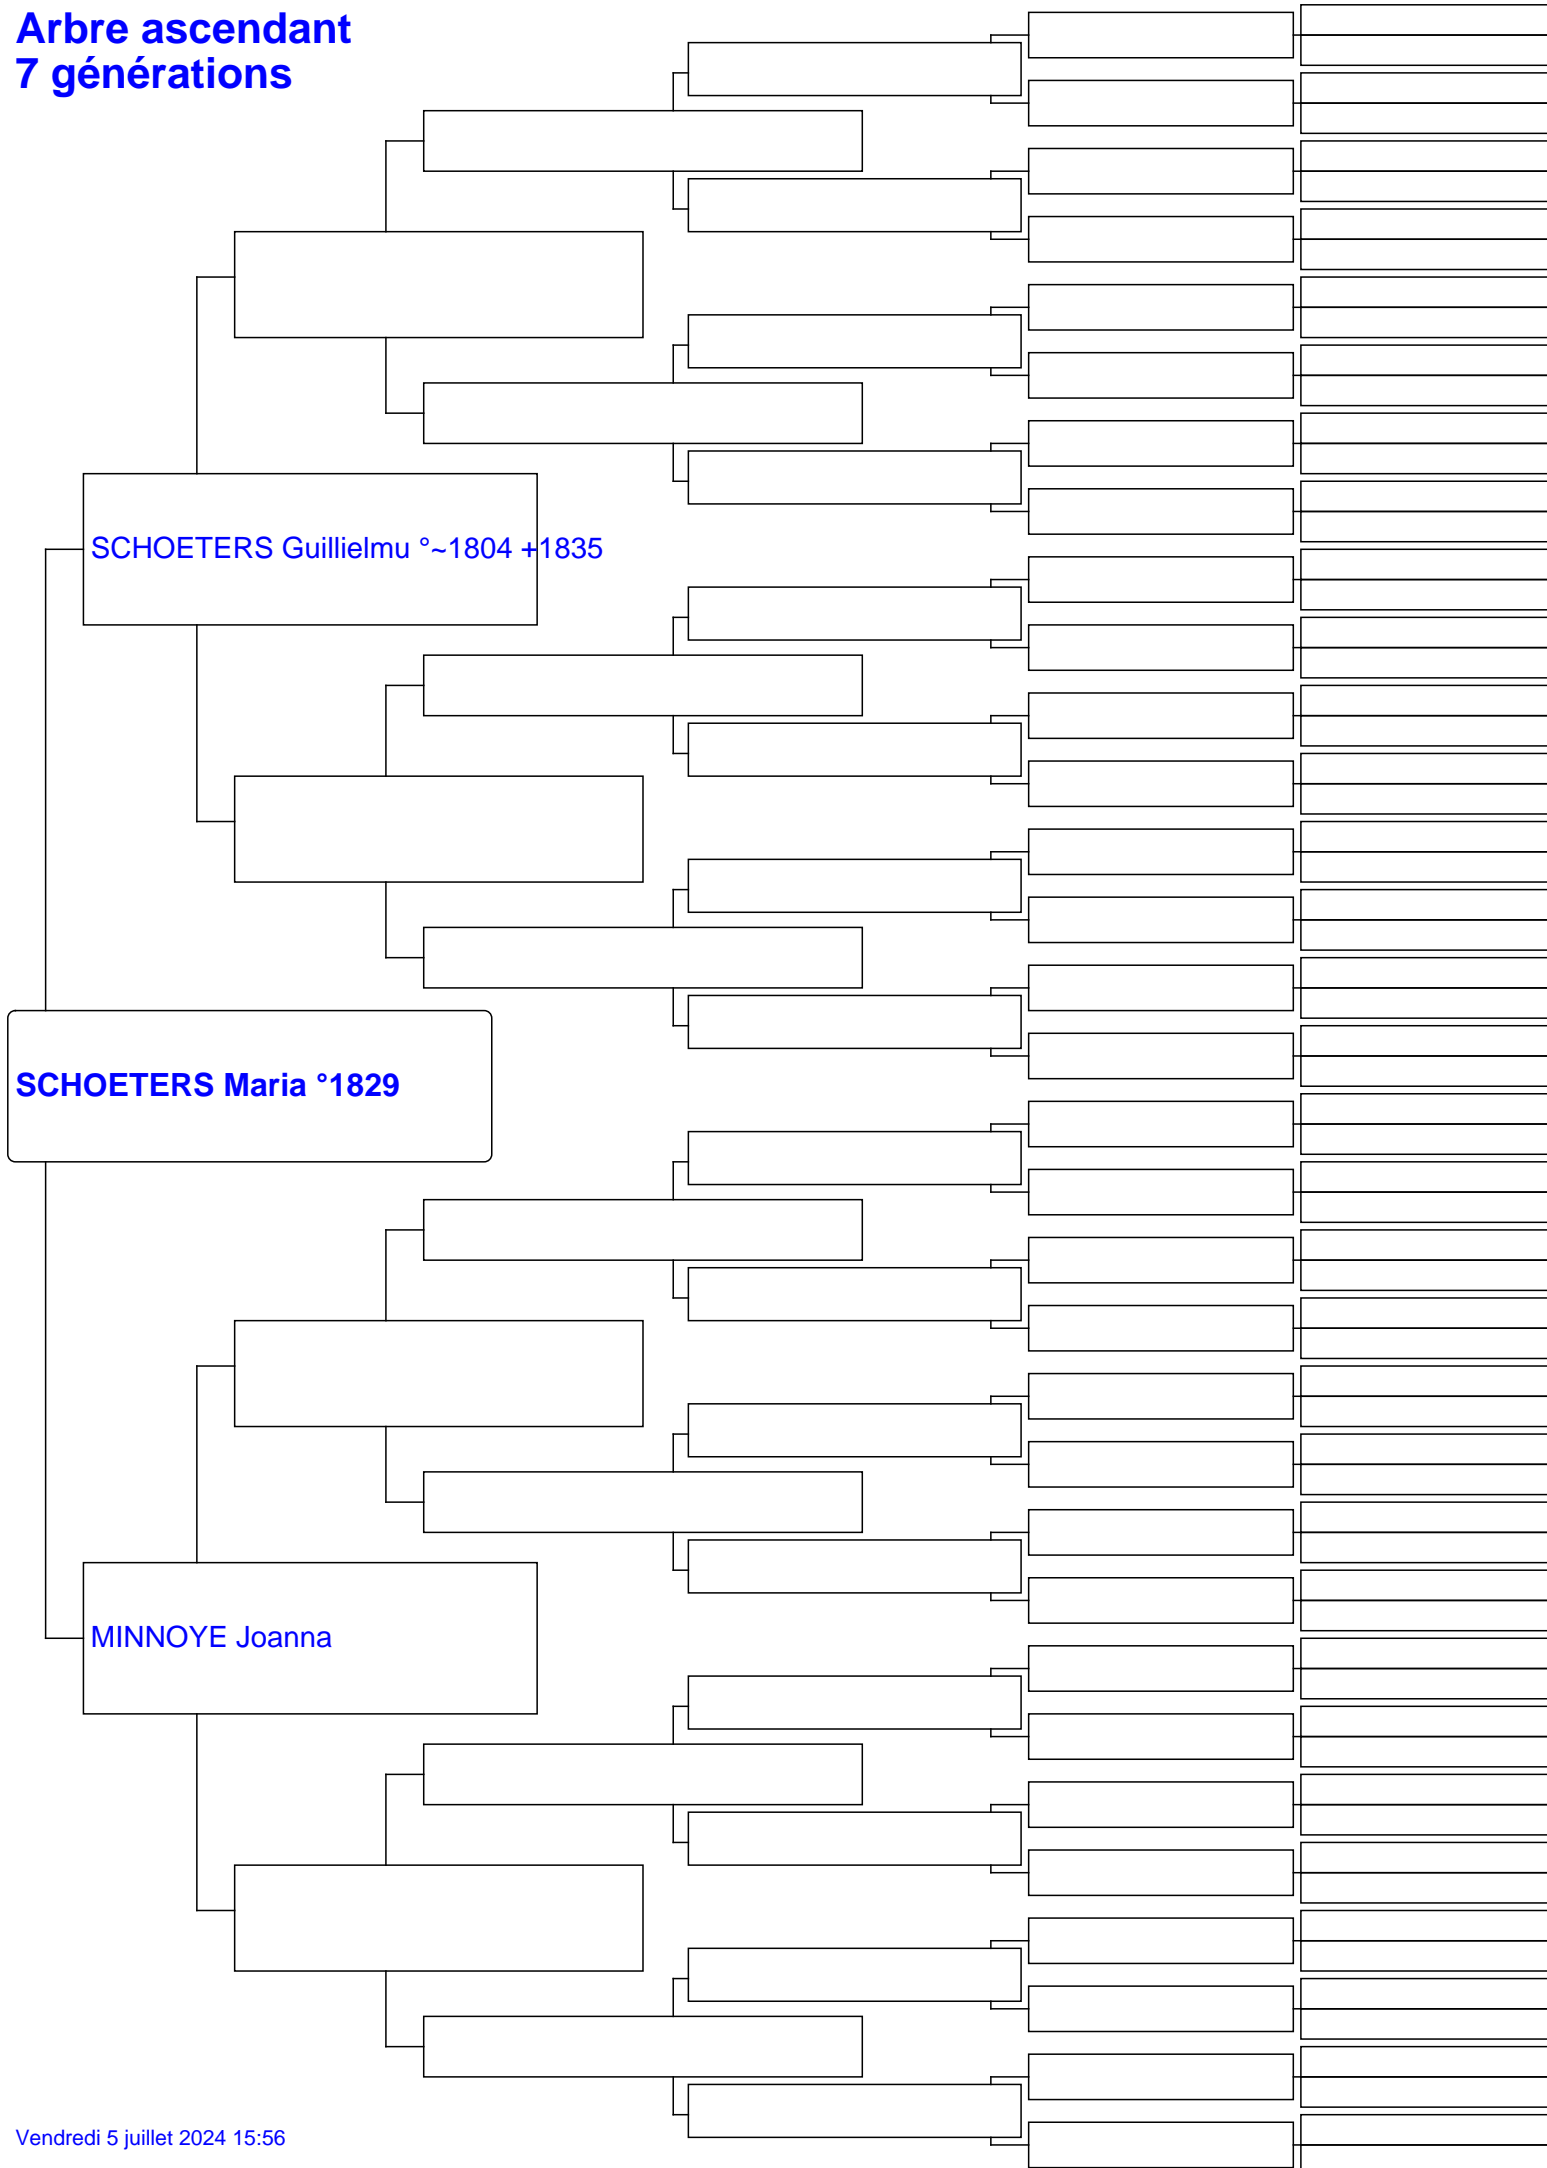 Arbre ascendant
7 générations
SCHOETERS Guillielmu °~1804 +1835
SCHOETERS Maria °1829
MINNOYE Joanna
Vendredi 5 juillet 2024 15:56